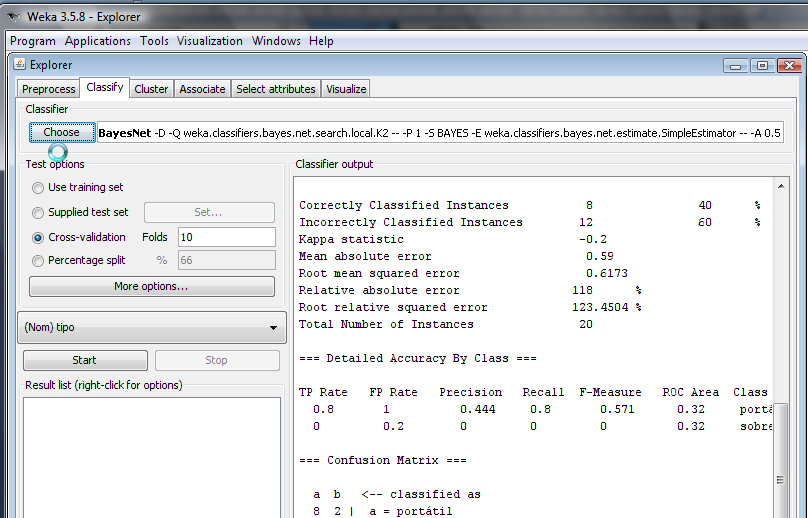 Weka 3.5.8 - Explorer
Program Applications Tools Visualization Windows Help
Explorer
Preprocess Classify Cluster Associate Select attributes Visualize
Classifier
Choose BayesNet -D -Q weka.classifiers.bayes.net.search.local.K2 -- -P 1 -S BAYES -E weka.classifiers.bayes.net.estimate.SimpleEstimator -- -A 0.5
Test options
Use training set
Supplied test set Set...
Cross-validation Folds 10
Percentage split % 66
More options...
(Nom) tipo
Start Stop
Result list (right-click for options)
Classifier output
Correctly Classified Instances 8 40 %
Incorrectly Classified Instances 12 60 %
Kappa statistic -0.2
Mean absolute error 0.59
Root mean squared error 0.6173
Relative absolute error 118 %
Root relative squared error 123.4504 %
Total Number of Instances 20
=== Detailed Accuracy By Class ===
TP Rate FP Rate Precision Recall F-Measure ROC Area Class
0.8 1 0.444 0.8 0.571 0.32 portá
0 0.2 0 0 0 0.32 sobre
=== Confusion Matrix ===
a b <-- classified as
8 2 | a = portátil